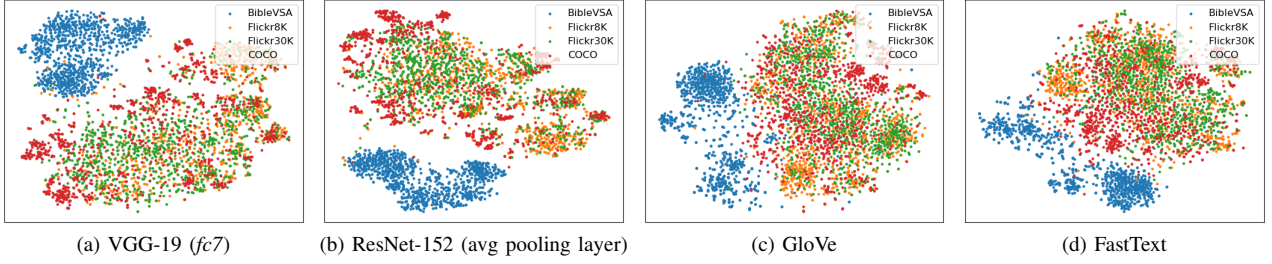 BibleVSA
Flickr8K
Flickr30K
COCO
BibleVSA
Flickr8K
Flickr30K
COCO
BibleVSA
Flickr8K
Flickr30K
COCO
BibleVSA
Flickr8K
Flickr30K
COCO
(a) VGG-19 (fc7)
(b) ResNet-152 (avg pooling layer)
(c) GloVe
(d) FastText